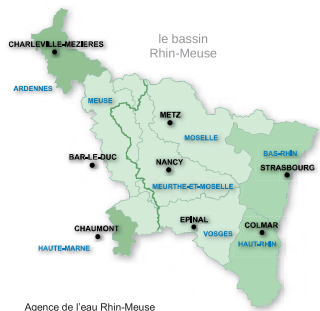 le bassin
Rhin-Meuse
CHARLEVILLE-MEZIERES
ARDENNES
MEUSE
METZ
MOSELLE
BAS-RHIN
BAR-LE-DUC
NANCY
STRASBOURG
MEURTHE-ET-MOSELLE
EPINAL
CHAUMONT
VOSGES
COLMAR
HAUTE-MARNE
HAUT-RHIN
Agence de l'eau Rhin-Meuse